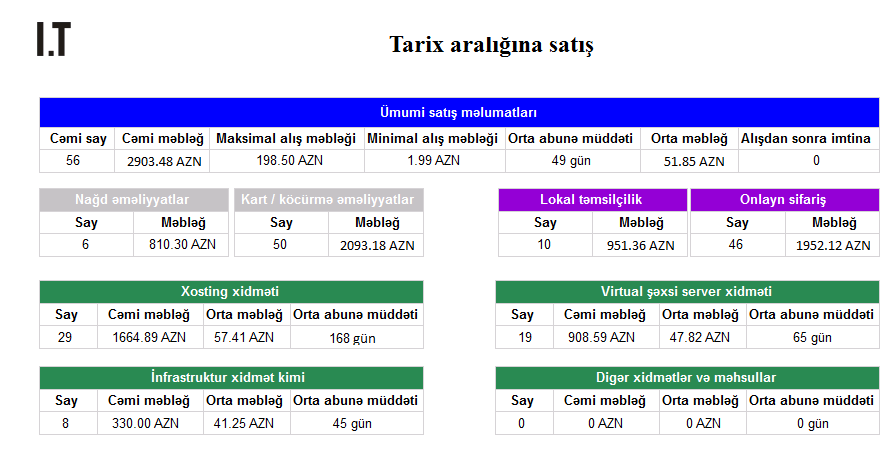 I.T
Tarix aralığına satış
Ümumi satış məlumatları
Cəmi say Cəmi məbləğ Maksimal alış məbləği Minimal alış məbləği Orta abunə müddəti Orta məbləğ Alışdan sonra imtina
56 2903.48 AZN 198.50 AZN 1.99 AZN 49 gün 51.85 AZN 0
Nağd əməliyyatlar Kart / köcürmə əməliyyatlar Lokal təmsilçilik Onlayn sifariş
Say Məbləğ Say Məbləğ Say Məbləğ Say Məbləğ
6 810.30 AZN 50 2093.18 AZN 10 951.36 AZN 46 1952.12 AZN
Xosting xidməti Virtual şəxsi server xidməti
Say Cəmi məbləğ Orta məbləğ Orta abunə müddəti Say Cəmi məbləğ Orta məbləğ Orta abunə müddəti
29 1664.89 AZN 57.41 AZN 168 gün 19 908.59 AZN 47.82 AZN 65 gün
İnfrastruktur xidmət kimi Digər xidmətlər və məhsullar
Say Cəmi məbləğ Orta məbləğ Orta abunə müddəti Say Cəmi məbləğ Orta məbləğ Orta abunə müddəti
8 330.00 AZN 41.25 AZN 45 gün 0 0 AZN 0 AZN 0 gün